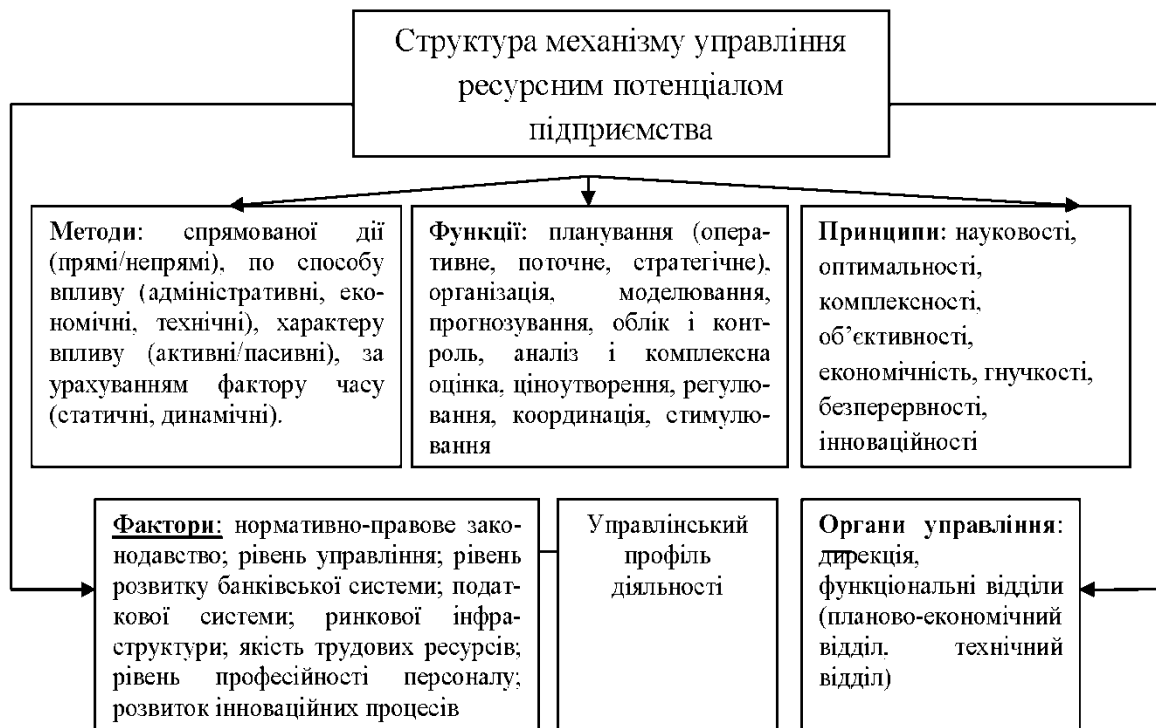 Структура механізму управління
ресурсним потенціалом
підприємства
Методи: спрямованої дії
(прямі/непрямі), по способу
впливу (адміністративні, еко-
номічні, технічні), характеру
впливу (активні/пасивні), за
урахуванням фактору часу
(статичні, динамічні).
Функції: планування (опера-
тивне, поточне, стратегічне),
організація, моделювання,
прогнозування, облік і конт-
роль, аналіз і комплексна
оцінка, ціноутворення, регулю-
вання, координація, стимулю-
вання
Принципи: науковості,
оптимальності,
комплексності,
об’єктивності,
економічність, гнучкості,
безперервності,
інноваційності
Фактори: нормативно-правове зако-
нодавство; рівень управління; рівень
розвитку банківської системи; подат-
кової системи; ринкової інфра-
структури; якість трудових ресурсів;
рівень професійності персоналу;
розвиток інноваційних процесів
Управлінський
профіль
діяльності
Органи управління:
дирекція,
функціональні відділи
(планово-економічний
відділ, технічний
відділ)